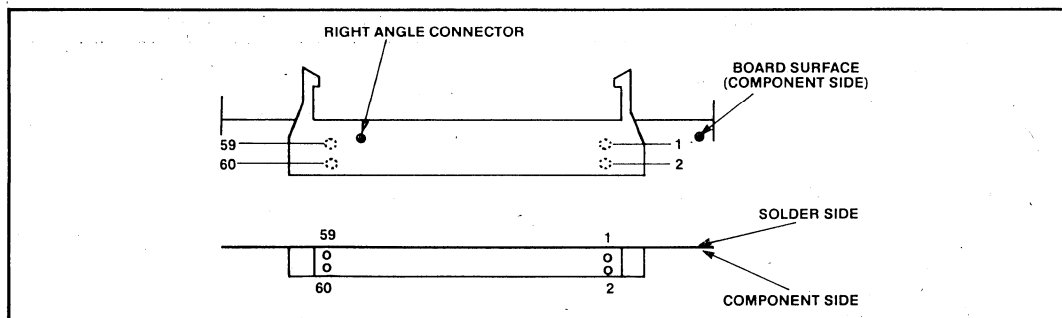 RIGHT ANGLE CONNECTOR
BOARD SURFACE
(COMPONENT SIDE)
59
1
60
2
SOLDER SIDE
59
1
60
2
COMPONENT SIDE